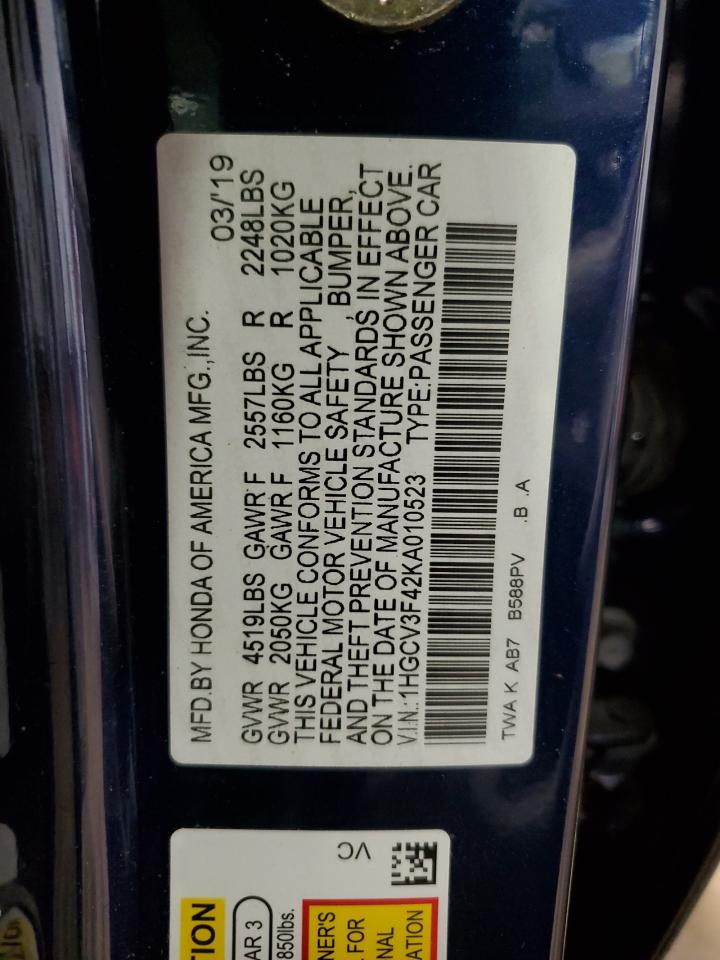 MFD.BY HONDA OF AMERICA MFG.,INC. 03/'19
GVWR 4519LBS GAWR F 2557LBS R 2248LBS
GVWR 2050KG GAWR F 1160KG R 1020KG
THIS VEHICLE CONFORMS TO ALL APPLICABLE
FEDERAL MOTOR VEHICLE SAFETY , BUMPER,
AND THEFT PREVENTION STANDARDS IN EFFECT
ON THE DATE OF MANUFACTURE SHOWN ABOVE.
V.I.N.:1HGCV3F42KA010523 TYPE:PASSENGER CAR
TWA K AB7 B588PV .B .A
VC
TION
AR 3
850lbs.
NER'S
FOR
NAL
ATION